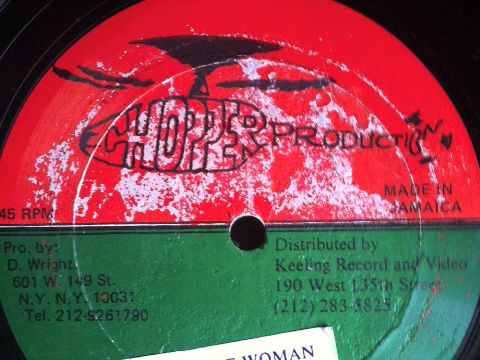 CHOPPER PRODUCTION
MADE IN
JAMAICA
45 RPM
Pro. by:
D. Wright
601 W. 149 St.
N.Y. N.Y. 10031
Tel. 212-9261790
Distributed by
Keeling Record and Video
190 West 135th Street
(212) 283-5825
WOMAN